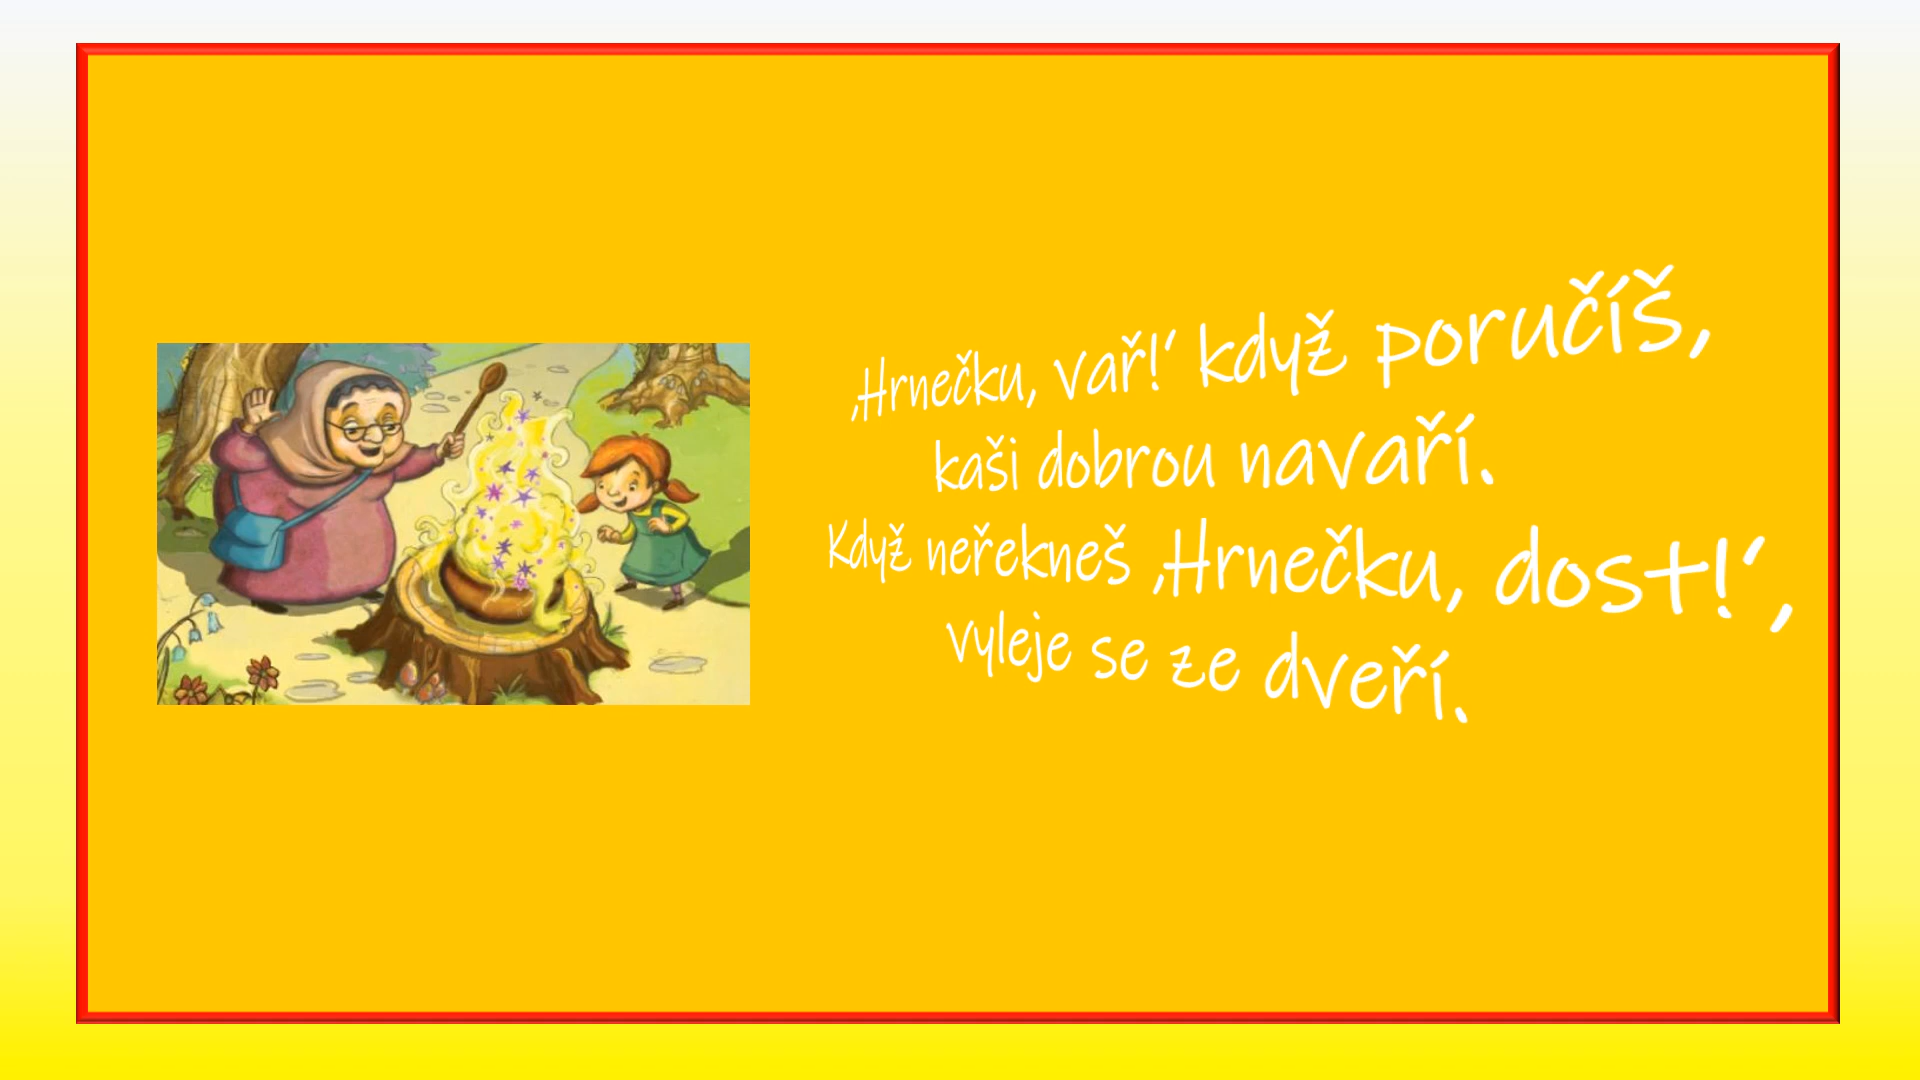 ‚Hrnečku, vař!‘ když poručíš,
kaši dobrou navaří.
Když neřekneš ‚Hrnečku, dost!‘,
vyleje se ze dveří.